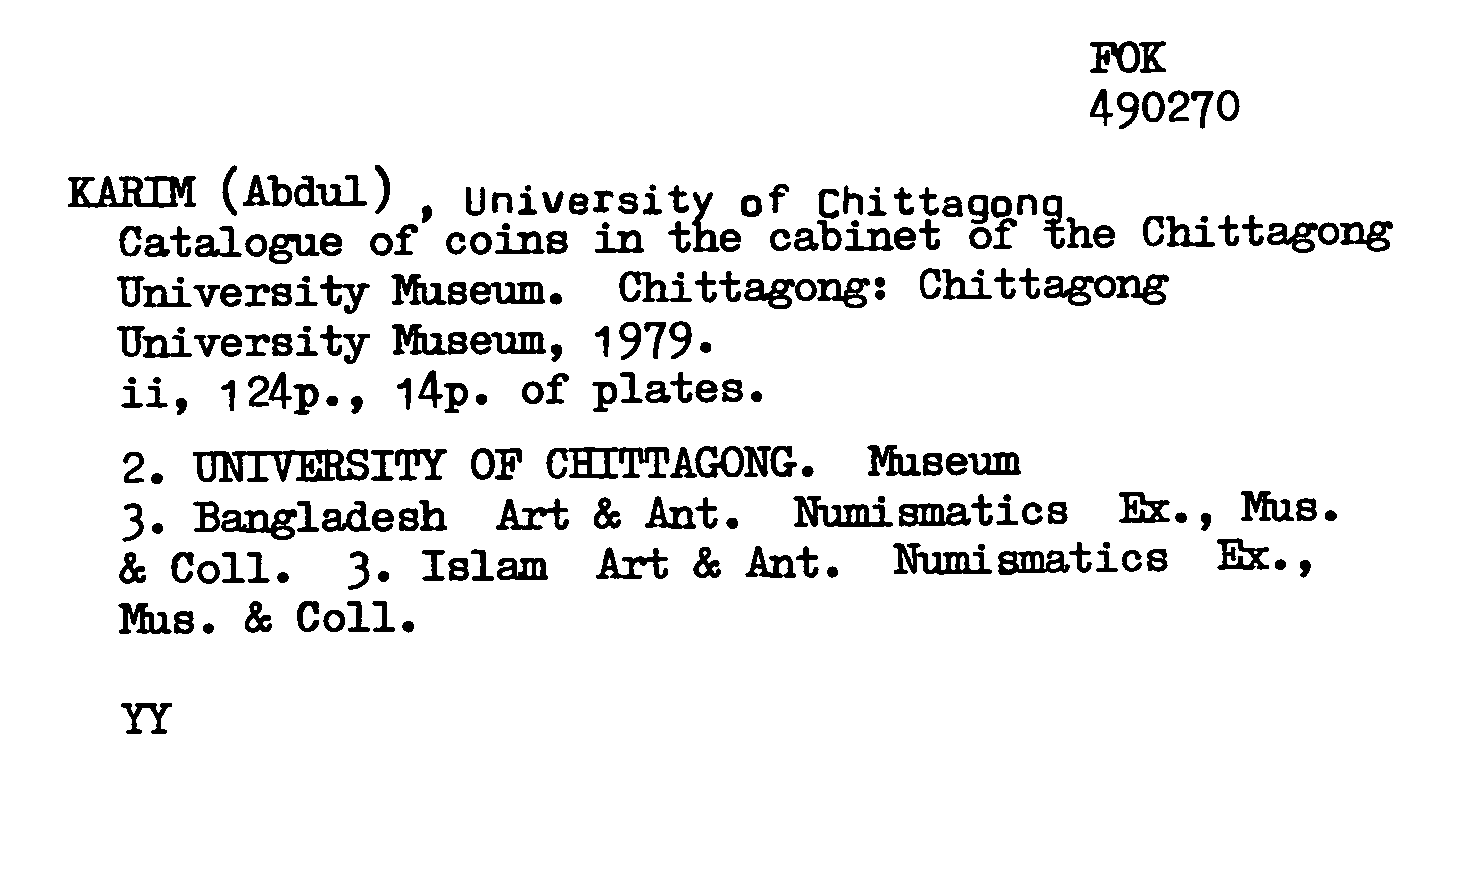 FOK
490270
KARIM (Abdul) , University of Chittagong
Catalogue of coins in the cabinet of the Chittagong
University Museum. Chittagong: Chittagong
University Museum, 1979.
ii, 124p., 14p. of plates.
2. UNIVERSITY OF CHITTAGONG. Museum
3. Bangladesh Art & Ant. Numismatics Ex., Mus.
& Coll. 3. Islam Art & Ant. Numismatics Ex.,
Mus. & Coll.
YY